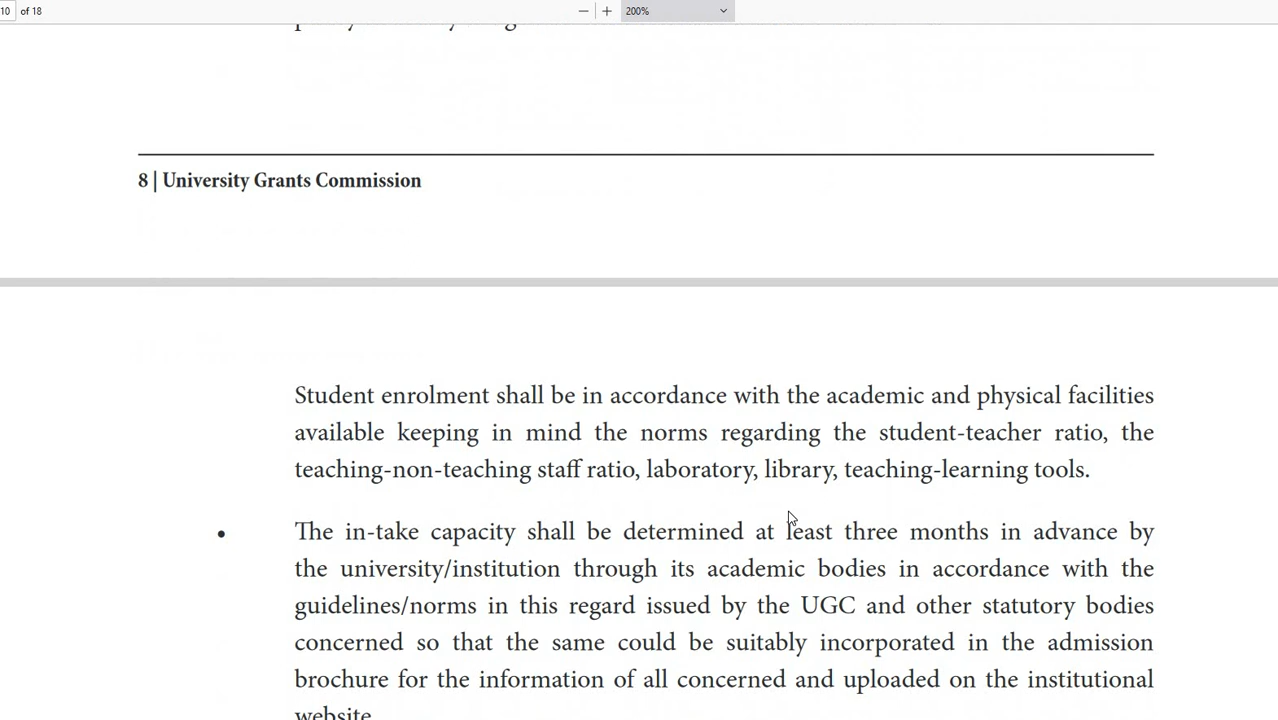 10 of 18
200%
8 | University Grants Commission
Student enrolment shall be in accordance with the academic and physical facilities
available keeping in mind the norms regarding the student-teacher ratio, the
teaching-non-teaching staff ratio, laboratory, library, teaching-learning tools.
• The in-take capacity shall be determined at least three months in advance by
the university/institution through its academic bodies in accordance with the
guidelines/norms in this regard issued by the UGC and other statutory bodies
concerned so that the same could be suitably incorporated in the admission
brochure for the information of all concerned and uploaded on the institutional
website.